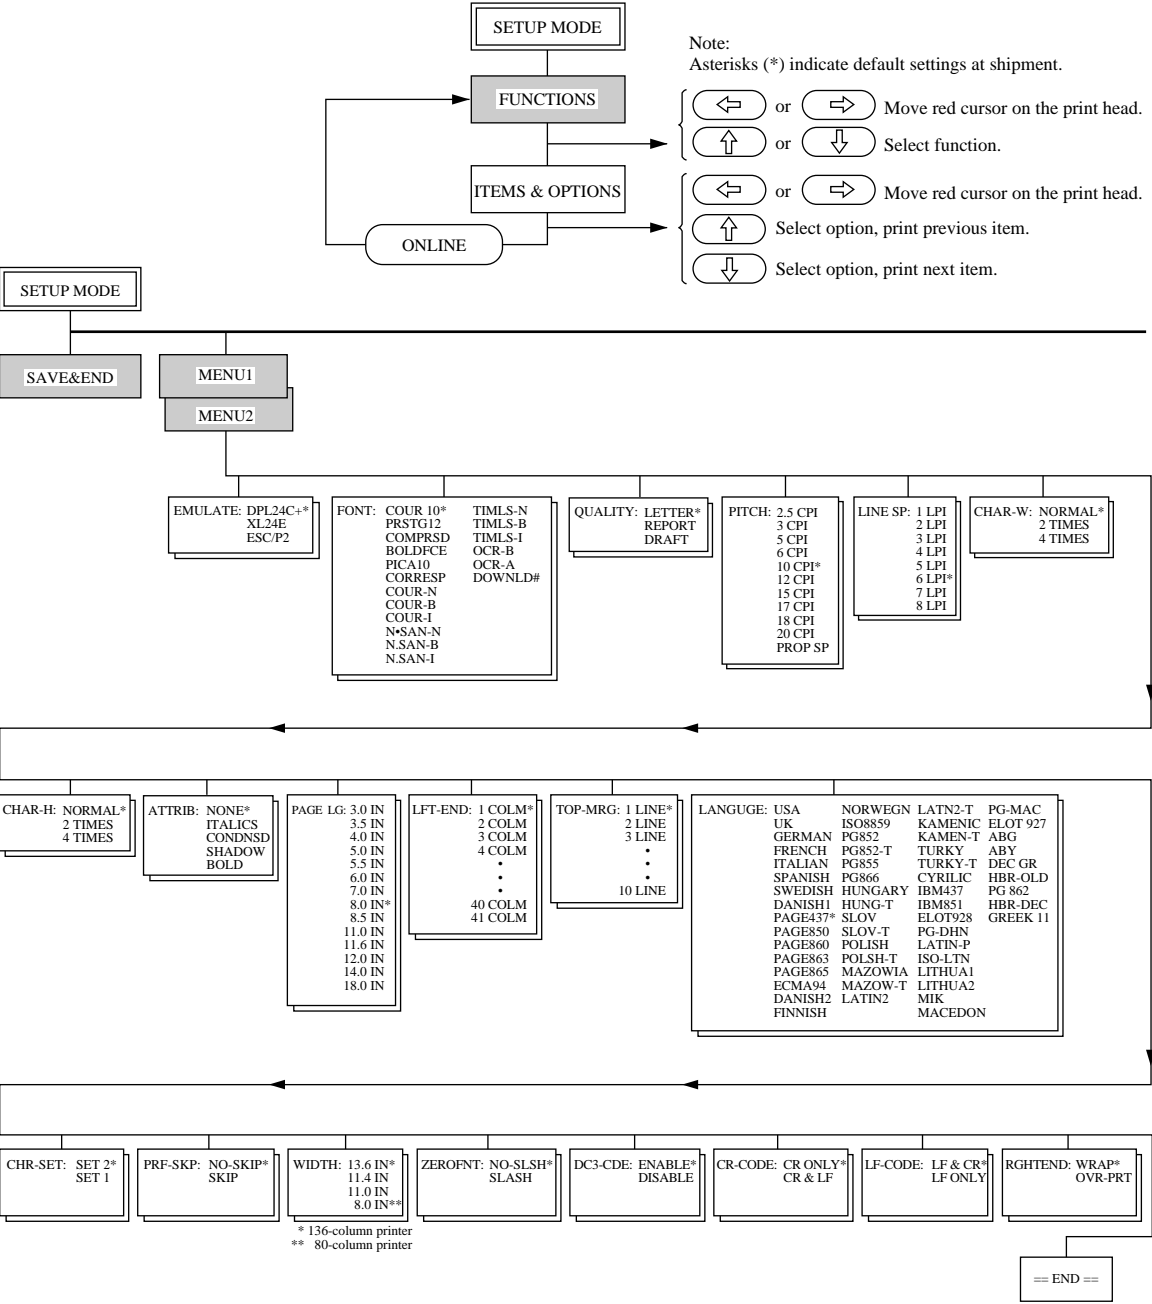 SETUP MODE
Note:
Asterisks (*) indicate default settings at shipment.
FUNCTIONS
or
Move red cursor on the print head.
or
Select function.
ITEMS & OPTIONS
or
Move red cursor on the print head.
Select option, print previous item.
ONLINE
Select option, print next item.
SETUP MODE
SAVE&END
MENU1
MENU2
EMULATE: DPL24C+*
XL24E
ESC/P2
FONT: COUR 10* TIMLS-N
PRSTG12 TIMLS-B
COMPRSD TIMLS-I
BOLDFCE OCR-B
PICA10 OCR-A
CORRESP DOWNLD#
COUR-N
COUR-B
COUR-I
N•SAN-N
N.SAN-B
N.SAN-I
QUALITY: LETTER*
REPORT
DRAFT
PITCH: 2.5 CPI
3 CPI
5 CPI
6 CPI
10 CPI*
12 CPI
15 CPI
17 CPI
18 CPI
20 CPI
PROP SP
LINE SP: 1 LPI
2 LPI
3 LPI
4 LPI
5 LPI
6 LPI*
7 LPI
8 LPI
CHAR-W: NORMAL*
2 TIMES
4 TIMES
CHAR-H: NORMAL*
2 TIMES
4 TIMES
ATTRIB: NONE*
ITALICS
CONDNSD
SHADOW
BOLD
PAGE LG: 3.0 IN
3.5 IN
4.0 IN
5.0 IN
5.5 IN
6.0 IN
7.0 IN
8.0 IN*
8.5 IN
11.0 IN
11.6 IN
12.0 IN
14.0 IN
18.0 IN
LFT-END: 1 COLM*
2 COLM
3 COLM
4 COLM
•
•
•
40 COLM
41 COLM
TOP-MRG: 1 LINE*
2 LINE
3 LINE
•
•
•
10 LINE
LANGUGE: USA NORWEGN LATN2-T PG-MAC
UK ISO8859 KAMENIC ELOT 927
GERMAN PG852 KAMEN-T ABG
FRENCH PG852-T TURKY ABY
ITALIAN PG855 TURKY-T DEC GR
SPANISH PG866 CYRILIC HBR-OLD
SWEDISH HUNGARY IBM437 PG 862
DANISH1 HUNG-T IBM851 HBR-DEC
PAGE437* SLOV ELOT928 GREEK 11
PAGE850 SLOV-T PG-DHN
PAGE860 POLISH LATIN-P
PAGE863 POLSH-T ISO-LTN
PAGE865 MAZOWIA LITHUA1
ECMA94 MAZOW-T LITHUA2
DANISH2 LATIN2 MIK
FINNISH MACEDON
CHR-SET: SET 2*
SET 1
PRF-SKP: NO-SKIP*
SKIP
WIDTH: 13.6 IN*
11.4 IN
11.0 IN
8.0 IN**
* 136-column printer
** 80-column printer
ZEROFNT: NO-SLSH*
SLASH
DC3-CDE: ENABLE*
DISABLE
CR-CODE: CR ONLY*
CR & LF
LF-CODE: LF & CR*
LF ONLY
RGHTEND: WRAP*
OVR-PRT
== END ==